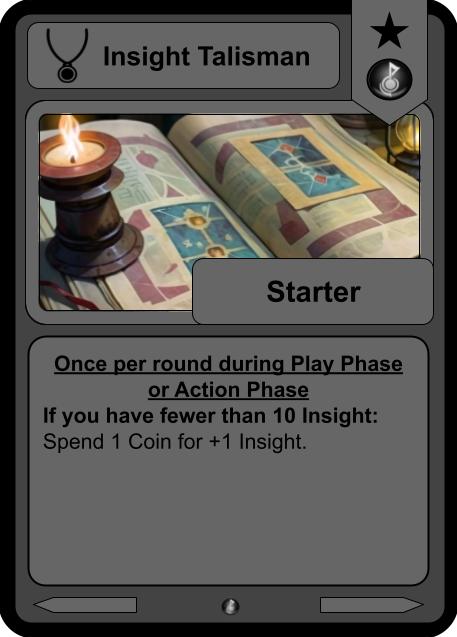 Insight Talisman
Starter
Once per round during Play Phase
or Action Phase
If you have fewer than 10 Insight:
Spend 1 Coin for +1 Insight.